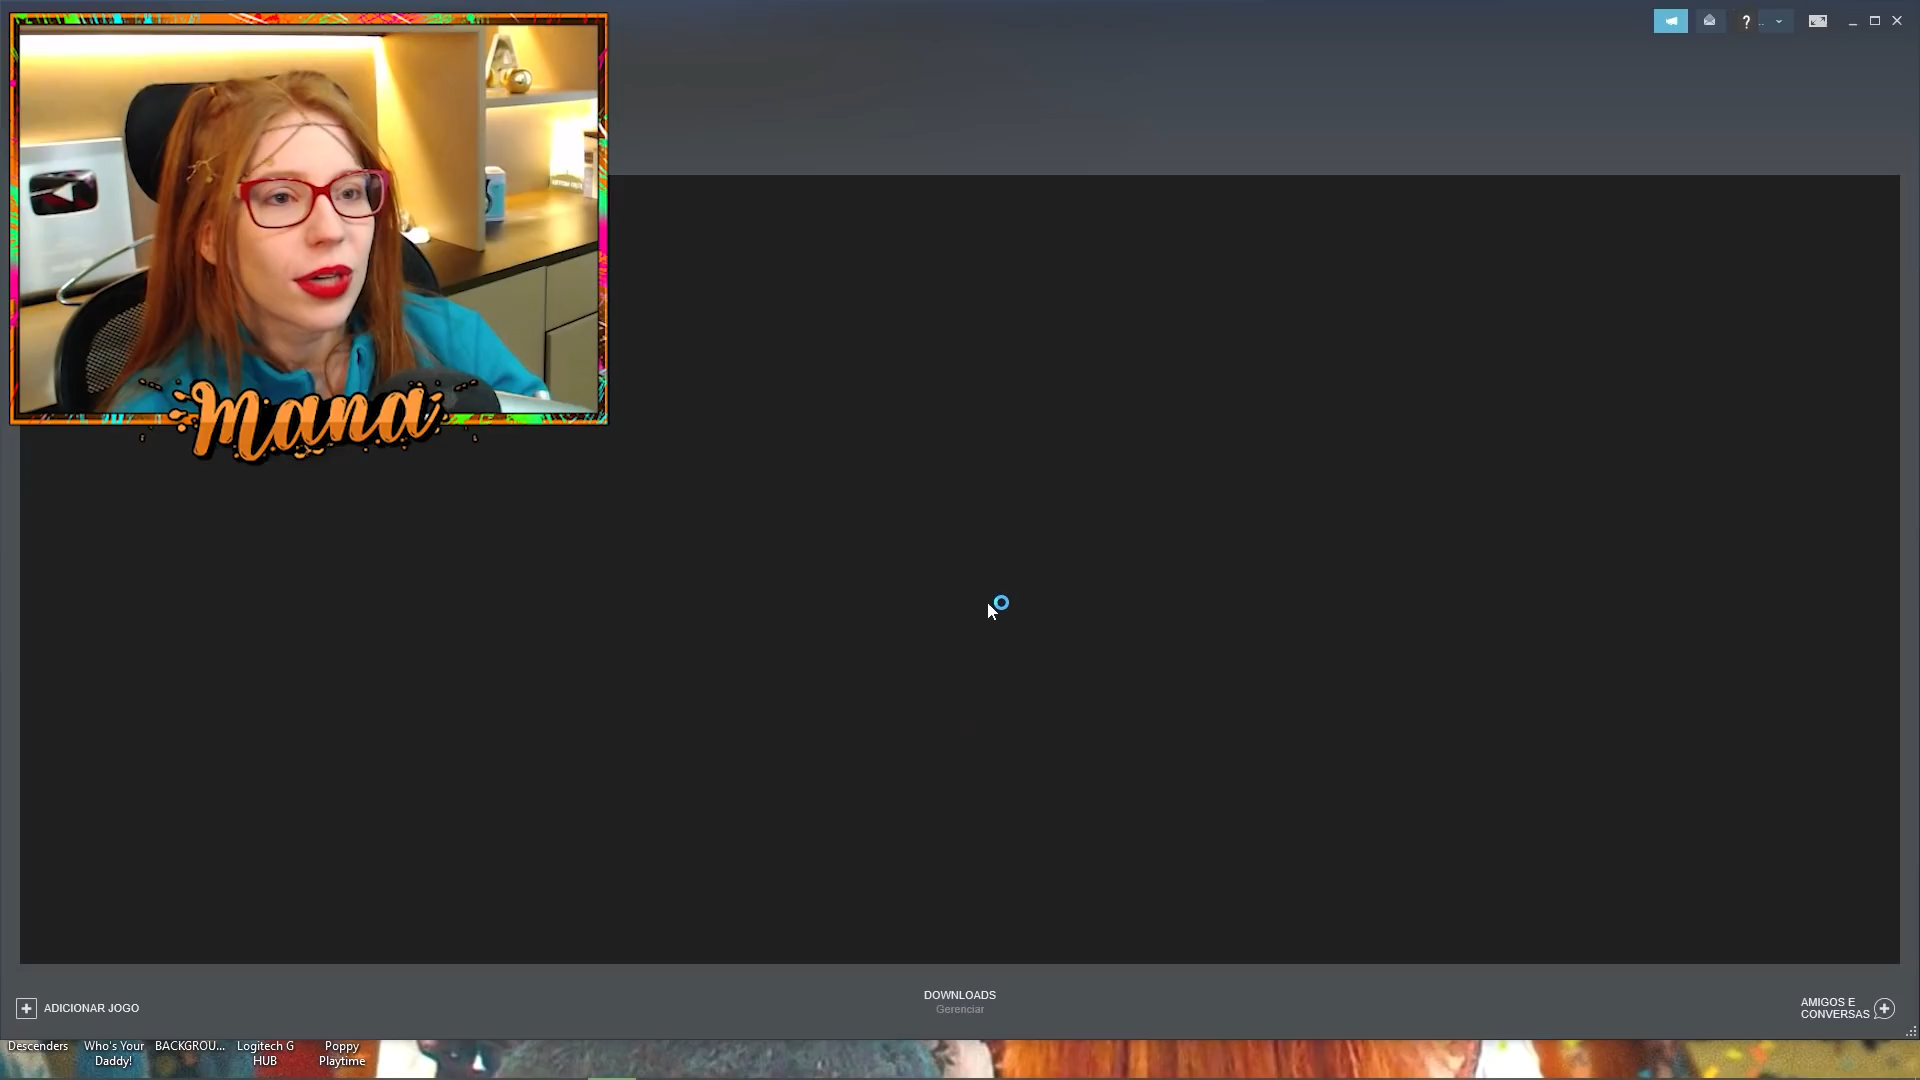 Mana
?
ADICIONAR JOGO
DOWNLOADS
Gerenciar
AMIGOS E
CONVERSAS
Descenders
Who's Your
Daddy!
BACKGROU...
Logitech G
HUB
Poppy
Playtime